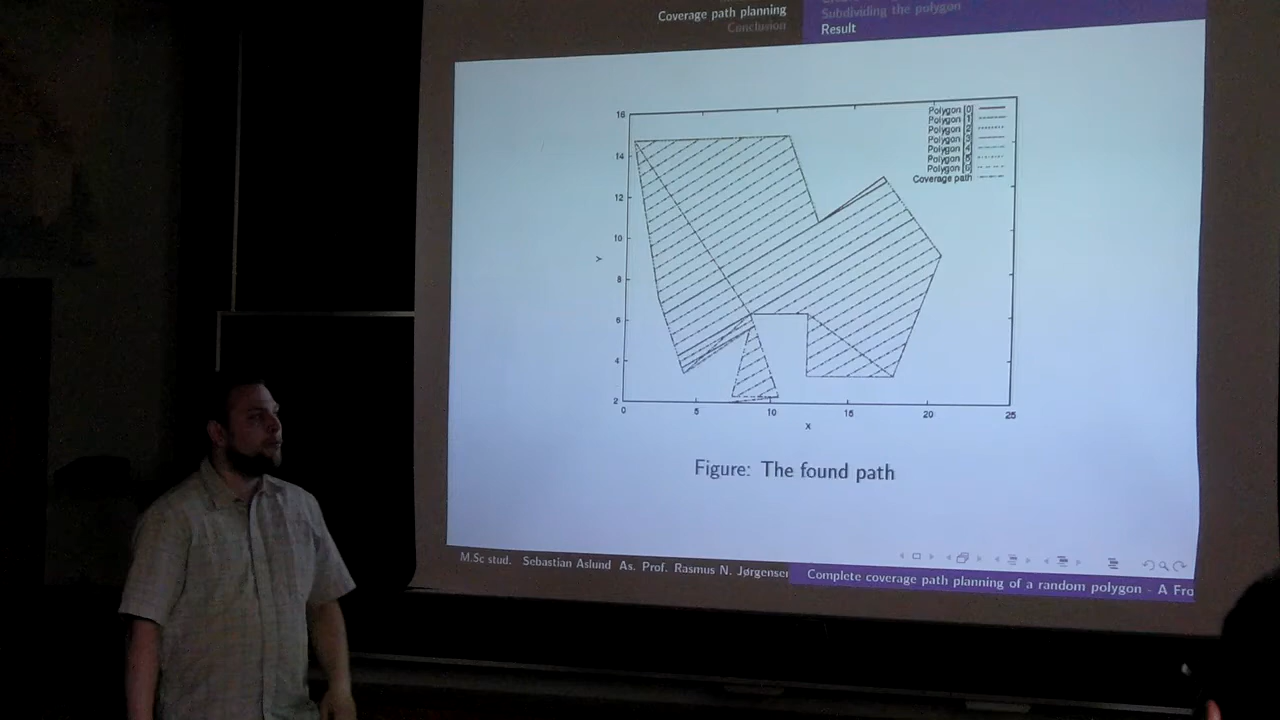 Coverage path planning
Conclusion
Subdividing the polygon
Result
Polygon [0]
Polygon [1]
Polygon [2]
Polygon [3]
Polygon [4]
Polygon [5]
Polygon [6]
Coverage path
16
14
12
10
8
6
4
2
Y
0
5
10
15
20
25
X
Figure: The found path
M.Sc stud. Sebastian Aslund As. Prof. Rasmus N. Jørgensen
Complete coverage path planning of a random polygon - A Fro